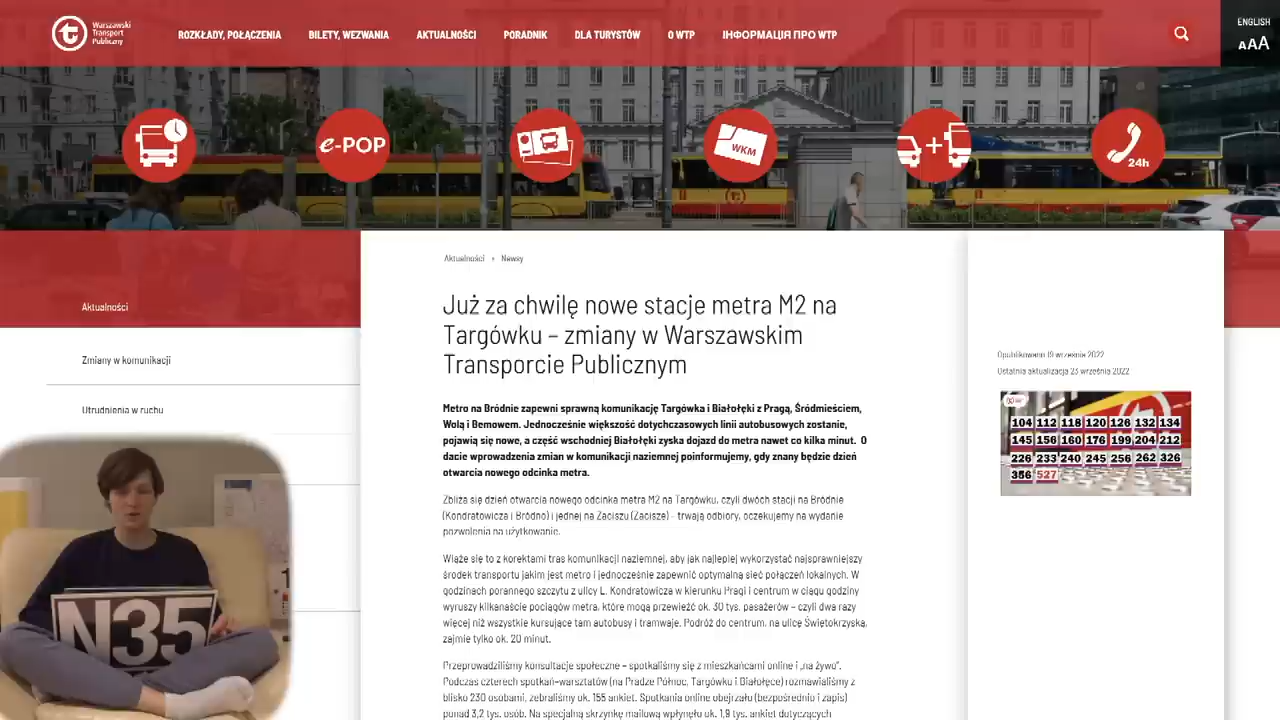 Warszawski
Transport
Publiczny
ROZKŁADY, POŁĄCZENIA
BILETY, WEZWANIA
AKTUALNOŚCI
PORADNIK
DLA TURYSTÓW
O WTP
ІНФОРМАЦІЯ ПРО WTP
ENGLISH
AAA
e-POP
WKM
24h
Aktualności
Zmiany w komunikacji
Utrudnienia w ruchu
Aktualności › Newsy
Już za chwilę nowe stacje metra M2 na
Targówku – zmiany w Warszawskim
Transporcie Publicznym
Metro na Bródnie zapewni sprawną komunikację Targówka i Białołęki z Pragą, Śródmieściem,
Wolą i Bemowem. Jednocześnie większość dotychczasowych linii autobusowych zostanie,
pojawią się nowe, a część wschodniej Białołęki zyska dojazd do metra nawet co kilka minut. O
dacie wprowadzenia zmian w komunikacji naziemnej poinformujemy, gdy znany będzie dzień
otwarcia nowego odcinka metra.
Zbliża się dzień otwarcia nowego odcinka metra M2 na Targówku, czyli dwóch stacji na Bródnie
(Kondratowicza i Bródno) i jednej na Zaciszu (Zacisze) – trwają odbiory, oczekujemy na wydanie
pozwolenia na użytkowanie.
Wiąże się to z korektami tras komunikacji naziemnej, aby jak najlepiej wykorzystać najsprawniejszy
środek transportu jakim jest metro i jednocześnie zapewnić optymalną sieć połączeń lokalnych. W
godzinach porannego szczytu z ulicy L. Kondratowicza w kierunku Pragi i centrum w ciągu godziny
wyruszy kilkanaście pociągów metra, które mogą przewieźć ok. 30 tys. pasażerów – czyli dwa razy
więcej niż wszystkie kursujące tam autobusy i tramwaje. Podróż do centrum, na ulicę Świętokrzyską,
zajmie tylko ok. 20 minut.
Przeprowadziliśmy konsultacje społeczne – spotkaliśmy się z mieszkańcami online i „na żywo".
Podczas czterech spotkań-warsztatów (na Pradze Północ, Targówku i Białołęce) rozmawialiśmy z
blisko 230 osobami, zebraliśmy ok. 155 ankiet. Spotkania online obejrzało (bezpośrednio i zapis)
ponad 3,2 tys. osób. Na specjalną skrzynkę mailową wpłynęło ok. 1,9 tys. ankiet dotyczących
Opublikowano 19 września 2022
Ostatnia aktualizacja 23 września 2022
104 112 118 120 126 132 134
145 156 160 176 199 204 212
226 233 240 245 256 262 326
356 527
N35